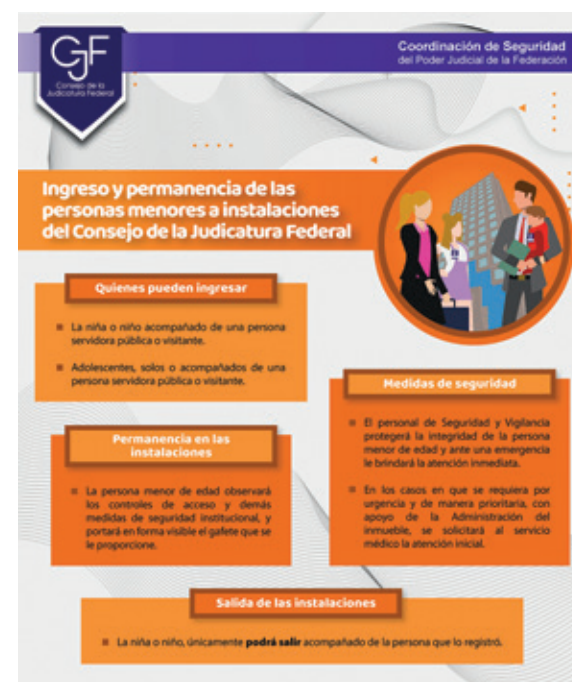 CJF
Consejo de la
Judicatura Federal
Coordinación de Seguridad
del Poder Judicial de la Federación
Ingreso y permanencia de las
personas menores a instalaciones
del Consejo de la Judicatura Federal
Quienes pueden ingresar
La niña o niño acompañado de una persona
servidora pública o visitante.
Adolescentes, solos o acompañados de una
persona servidora pública o visitante.
Permanencia en las
instalaciones
La persona menor de edad observará
los controles de acceso y demás
medidas de seguridad institucional, y
portará en forma visible el gafete que se
le proporcione.
Medidas de seguridad
El personal de Seguridad y Vigilancia
protegerá la integridad de la persona
menor de edad y ante una emergencia
le brindará la atención inmediata.
En los casos en que se requiera por
urgencia y de manera prioritaria, con
apoyo de la Administración del
inmueble, se solicitará al servicio
médico la atención inicial.
Salida de las instalaciones
La niña o niño, únicamente podrá salir acompañado de la persona que lo registró.